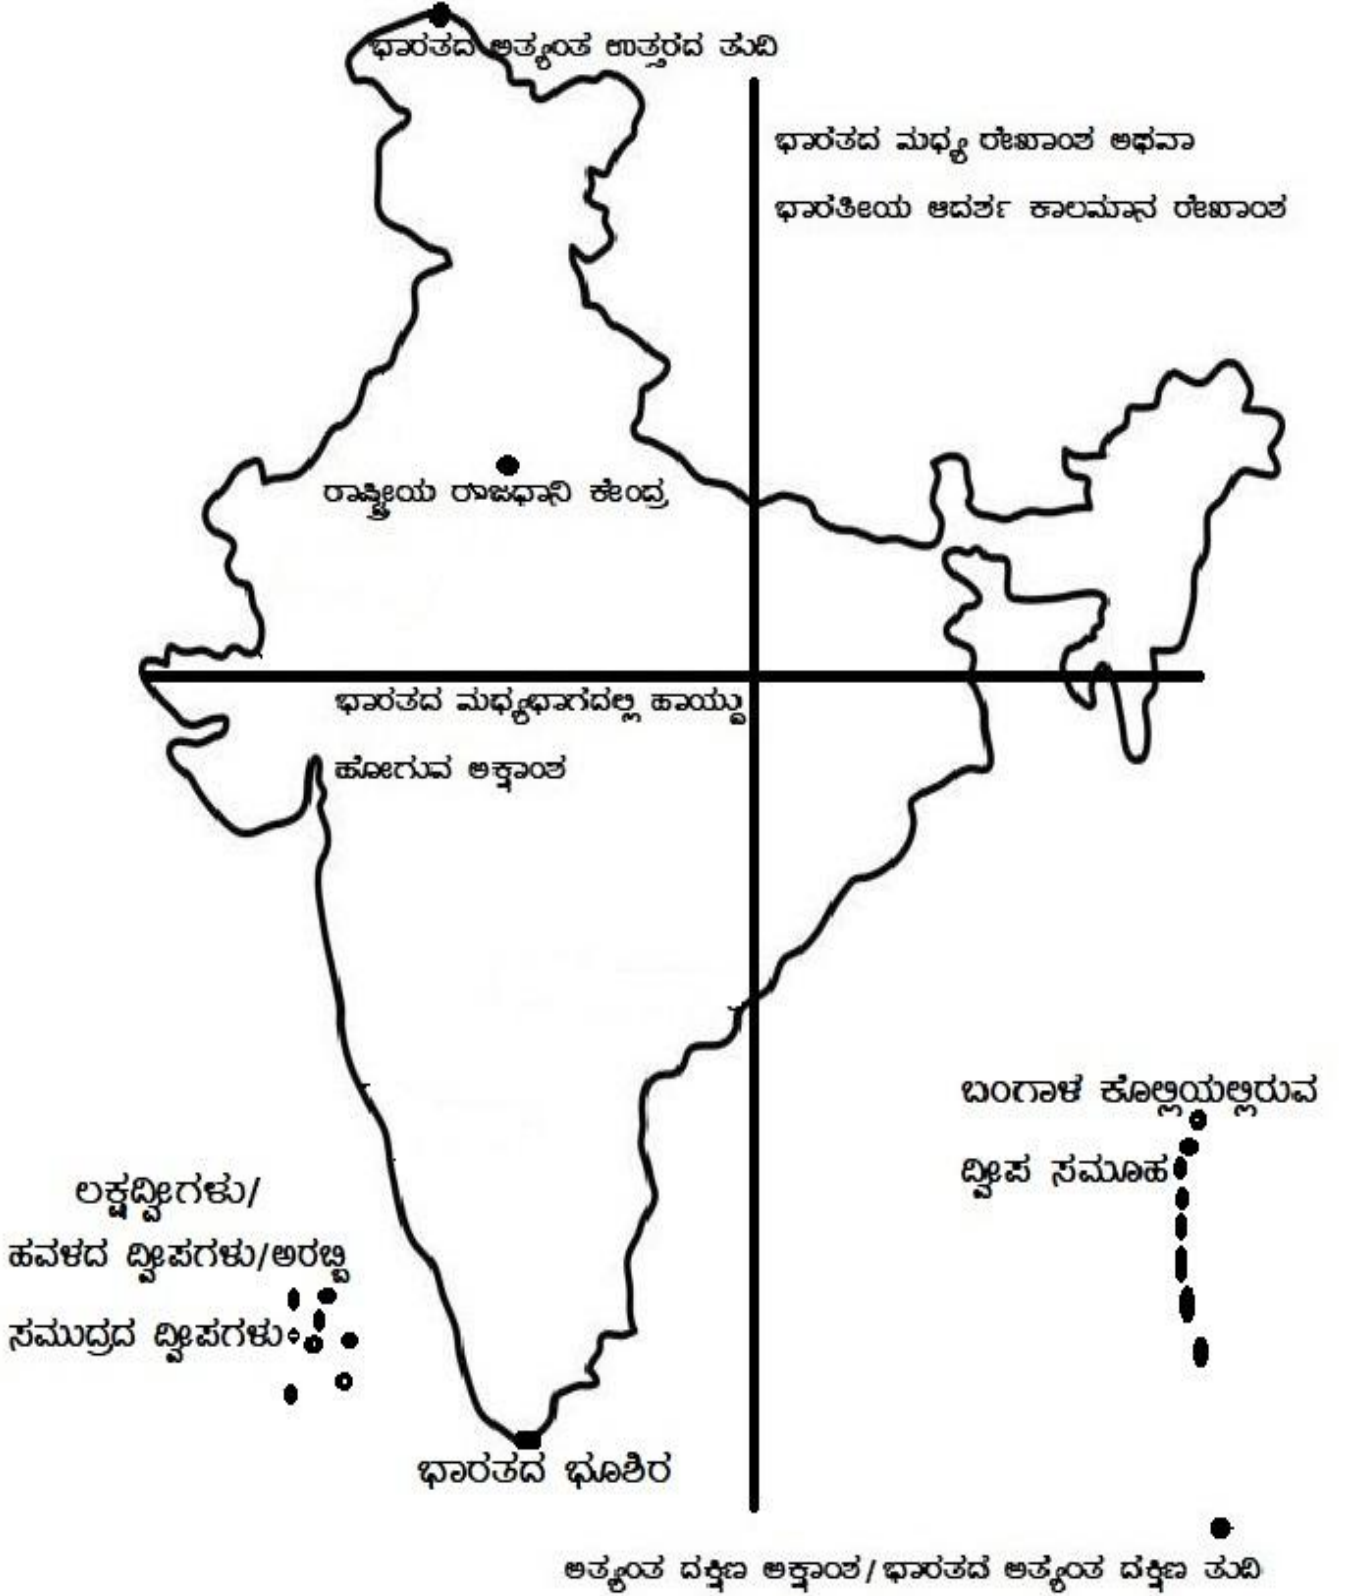 ಭಾರತದ ಅತ್ಯಂತ ಉತ್ತರದ ತುದಿ
ಭಾರತದ ಮಧ್ಯ ರೇಖಾಂಶ ಅಥವಾ
ಭಾರತೀಯ ಆದರ್ಶ ಕಾಲಮಾನ ರೇಖಾಂಶ
ರಾಷ್ಟ್ರೀಯ ರಾಜಧಾನಿ ಕೇಂದ್ರ
ಭಾರತದ ಮಧ್ಯಭಾಗದಲ್ಲಿ ಹಾಯ್ದು
ಹೋಗುವ ಅಕ್ಷಾಂಶ
ಬಂಗಾಳ ಕೊಲ್ಲಿಯಲ್ಲಿರುವ
ದ್ವೀಪ ಸಮೂಹ
ಲಕ್ಷದ್ವೀಗಳು/
ಹವಳದ ದ್ವೀಪಗಳು/ಅರಬ್ಬಿ
ಸಮುದ್ರದ ದ್ವೀಪಗಳು
ಭಾರತದ ಭೂಶಿರ
ಅತ್ಯಂತ ದಕ್ಷಿಣ ಅಕ್ಷಾಂಶ/ಭಾರತದ ಅತ್ಯಂತ ದಕ್ಷಿಣ ತುದಿ